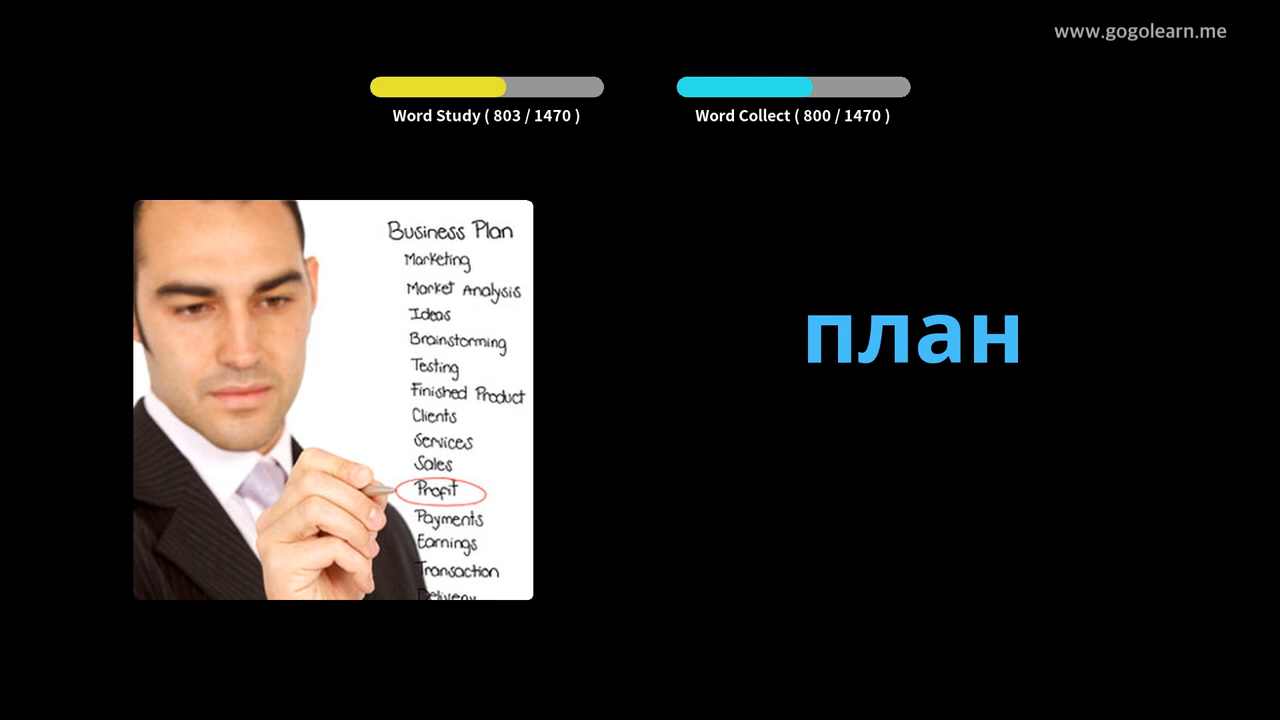 www.gogolearn.me
Word Study ( 803 / 1470 )
Word Collect ( 800 / 1470 )
Business Plan
Marketing
Market Analysis
Ideas
Brainstorming
Testing
Finished Product
Clients
Services
Sales
Profit
Payments
Earnings
Transaction
Delivery
план